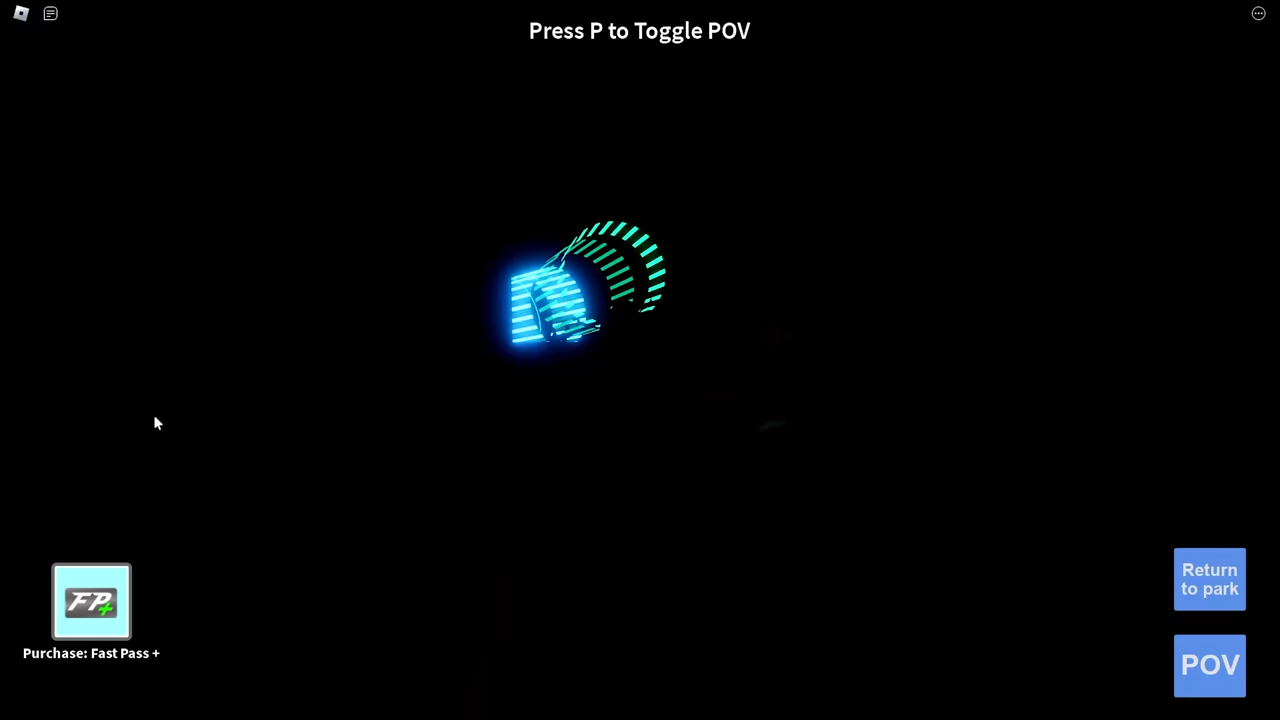 Press P to Toggle POV
FP+
Purchase: Fast Pass +
Return
to park
POV